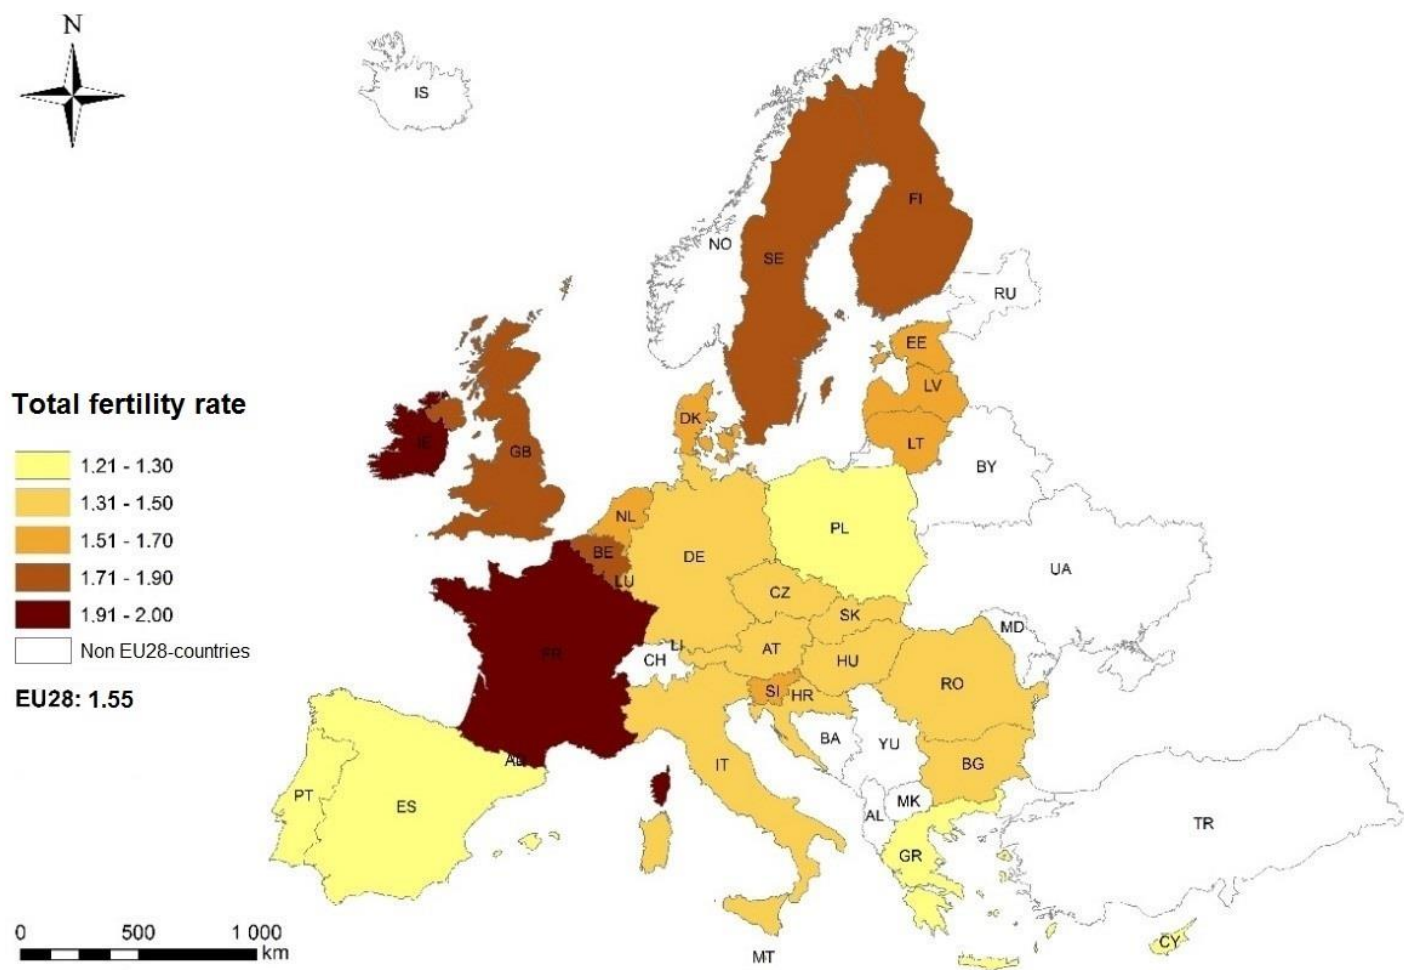 N
IS
NO
SE
FI
RU
EE
LV
LT
DK
IE
GB
BY
Total fertility rate
1.21 - 1.30
1.31 - 1.50
1.51 - 1.70
1.71 - 1.90
1.91 - 2.00
Non EU28-countries
EU28: 1.55
NL
BE
LU
DE
PL
UA
CZ
SK
MD
FR
CH
LI
AT
HU
RO
SI
HR
BA
YU
BG
IT
AD
PT
ES
AL
MK
GR
TR
CY
MT
0 500 1 000
km